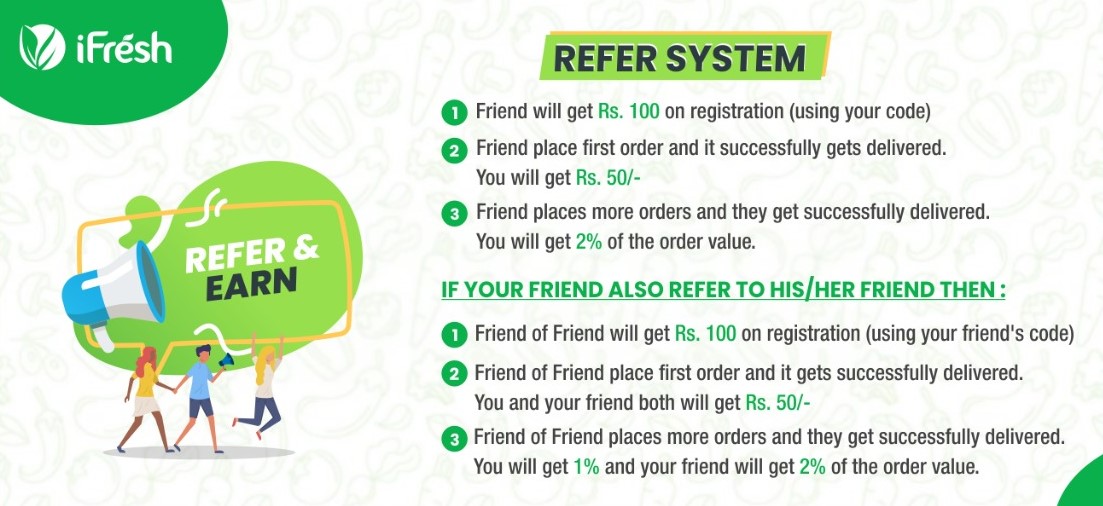 iFrésh
REFER &
EARN
REFER SYSTEM
1 Friend will get Rs. 100 on registration (using your code)
2 Friend place first order and it successfully gets delivered.
You will get Rs. 50/-
3 Friend places more orders and they get successfully delivered.
You will get 2% of the order value.
IF YOUR FRIEND ALSO REFER TO HIS/HER FRIEND THEN :
1 Friend of Friend will get Rs. 100 on registration (using your friend's code)
2 Friend of Friend place first order and it gets successfully delivered.
You and your friend both will get Rs. 50/-
3 Friend of Friend places more orders and they get successfully delivered.
You will get 1% and your friend will get 2% of the order value.